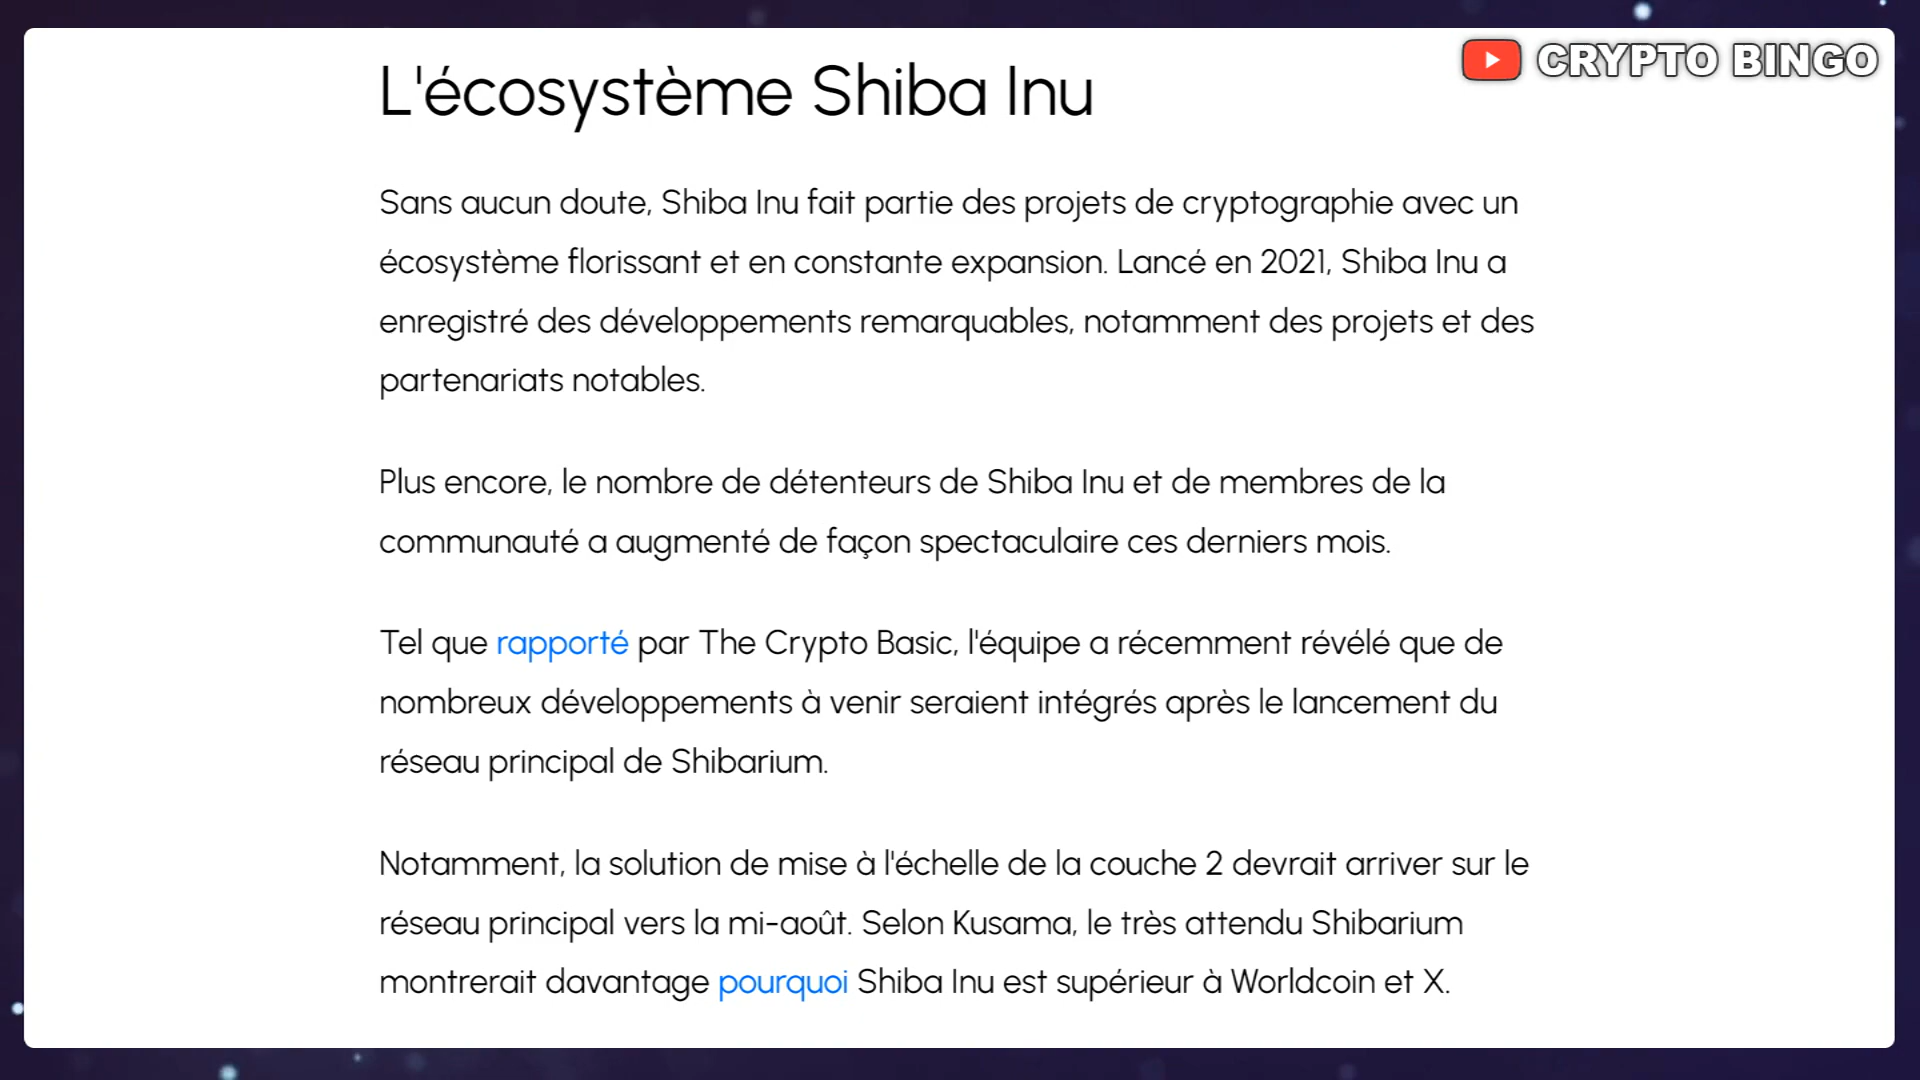 CRYPTO BINGO
L'écosystème Shiba Inu
Sans aucun doute, Shiba Inu fait partie des projets de cryptographie avec un
écosystème florissant et en constante expansion. Lancé en 2021, Shiba Inu a
enregistré des développements remarquables, notamment des projets et des
partenariats notables.
Plus encore, le nombre de détenteurs de Shiba Inu et de membres de la
communauté a augmenté de façon spectaculaire ces derniers mois.
Tel que rapporté par The Crypto Basic, l'équipe a récemment révélé que de
nombreux développements à venir seraient intégrés après le lancement du
réseau principal de Shibarium.
Notamment, la solution de mise à l'échelle de la couche 2 devrait arriver sur le
réseau principal vers la mi-août. Selon Kusama, le très attendu Shibarium
montrerait davantage pourquoi Shiba Inu est supérieur à Worldcoin et X.